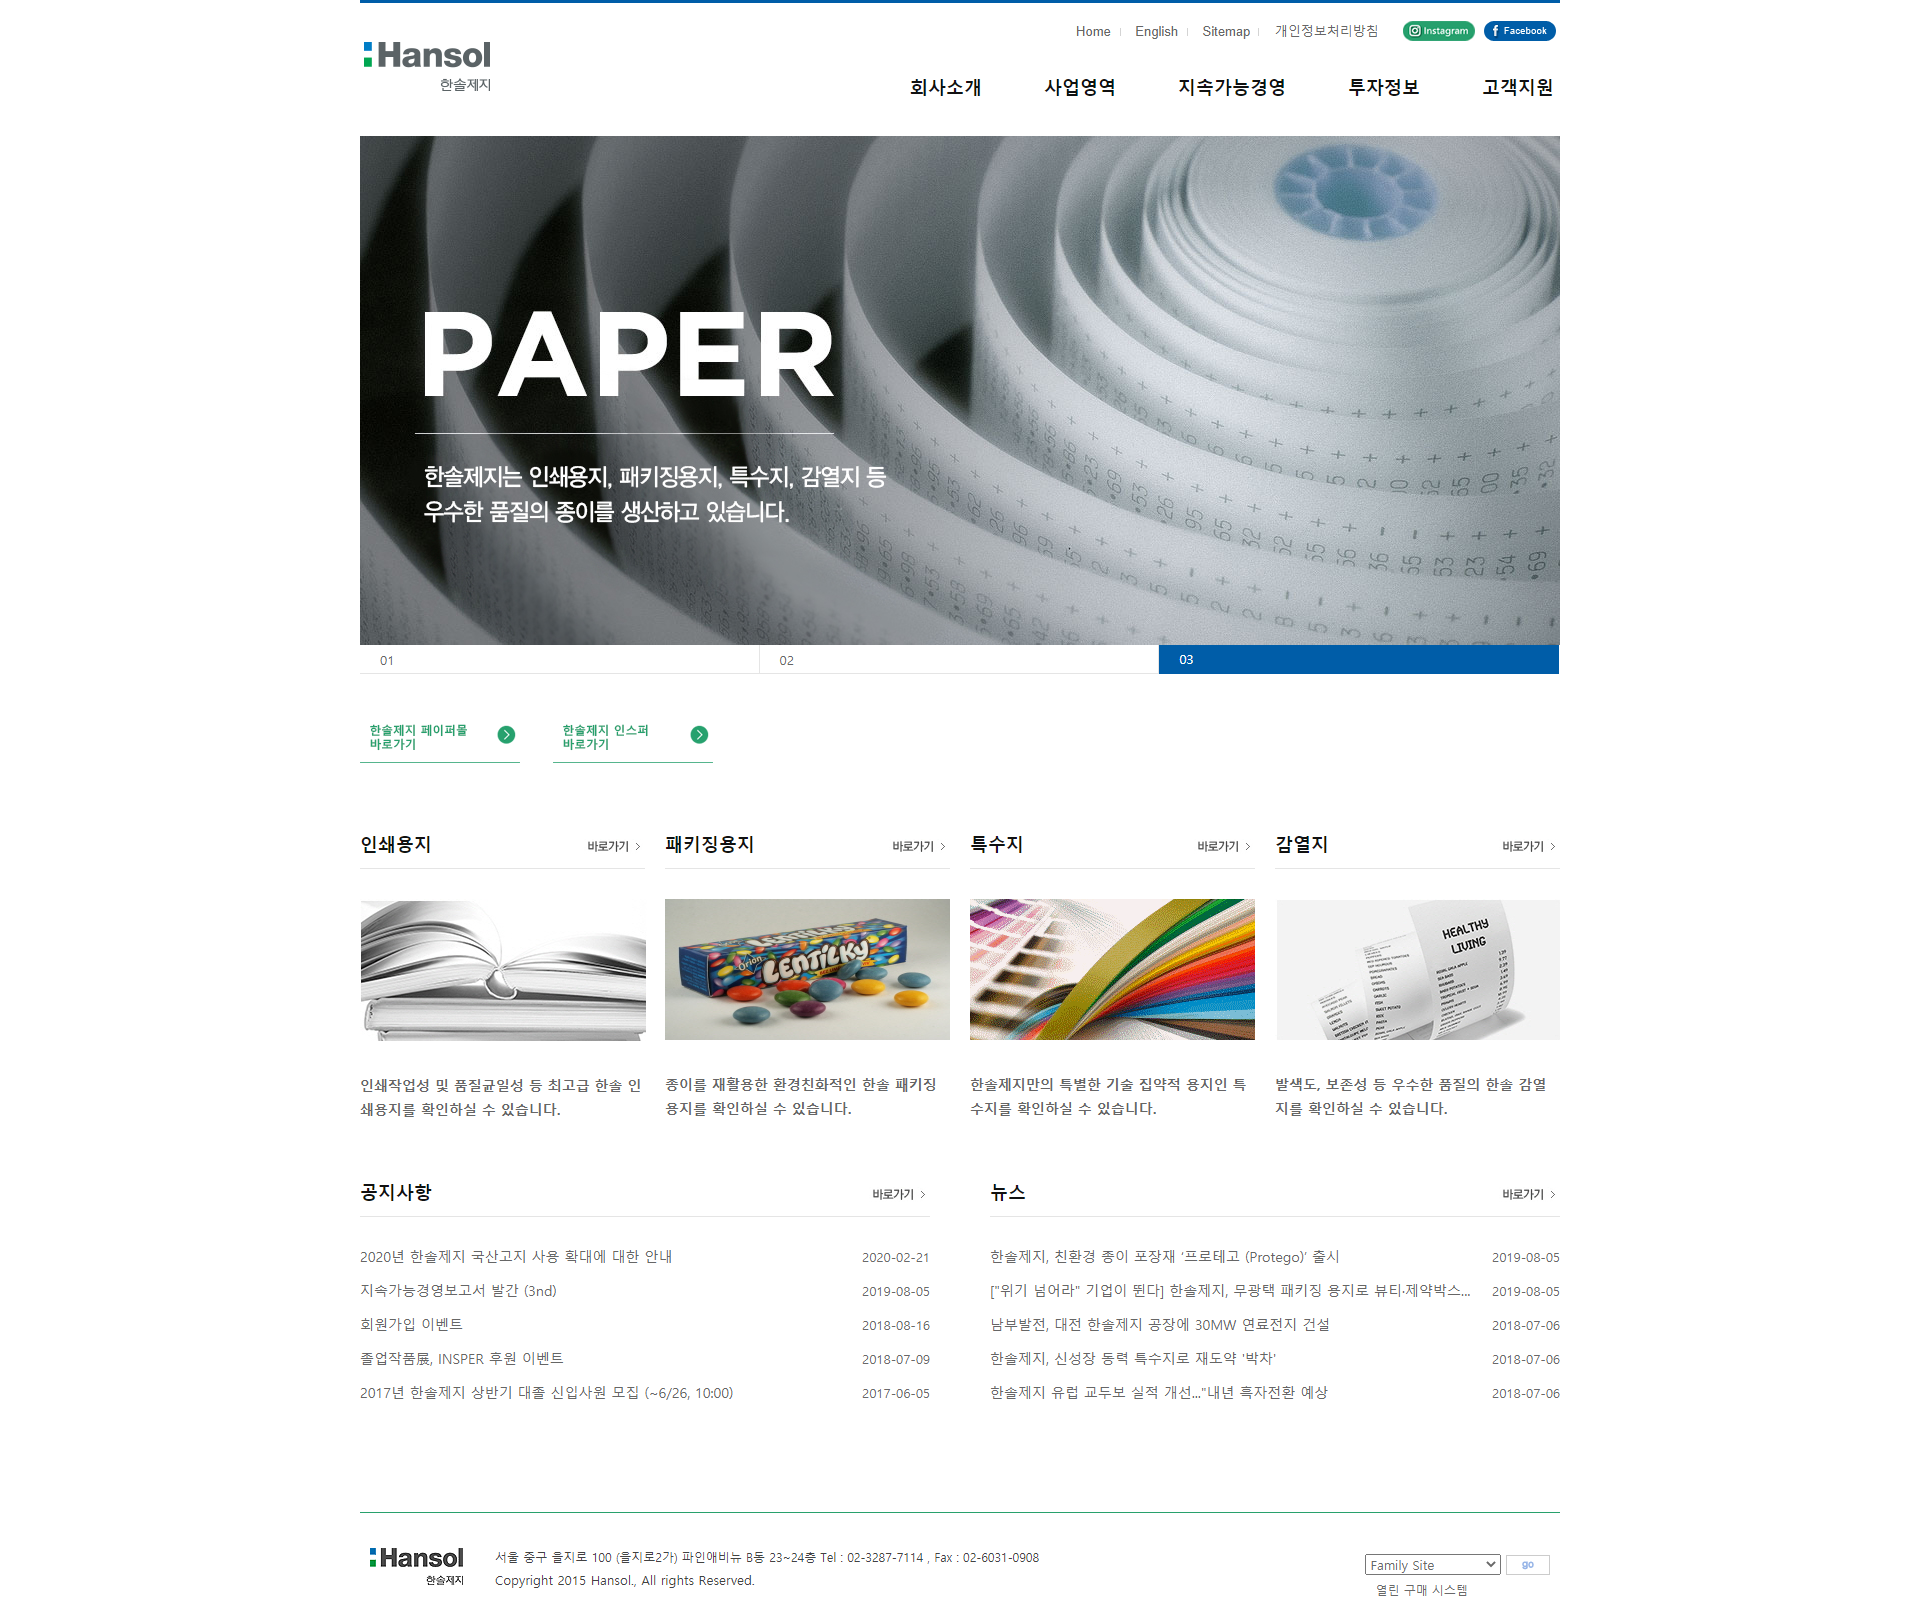 Home
English
Sitemap
개인정보처리방침
Instagram
Facebook
Hansol
한솔제지
회사소개
사업영역
지속가능경영
투자정보
고객지원
PAPER
한솔제지는 인쇄용지, 패키징용지, 특수지, 감열지 등
우수한 품질의 종이를 생산하고 있습니다.
01
02
03
한솔제지 페이퍼몰
바로가기
한솔제지 인스퍼
바로가기
인쇄용지
바로가기
패키징용지
바로가기
특수지
바로가기
감열지
바로가기
Orion
LENTILKY
HEALTHY
LIVING
인쇄작업성 및 품질균일성 등 최고급 한솔 인
쇄용지를 확인하실 수 있습니다.
종이를 재활용한 환경친화적인 한솔 패키징
용지를 확인하실 수 있습니다.
한솔제지만의 특별한 기술 집약적 용지인 특
수지를 확인하실 수 있습니다.
발색도, 보존성 등 우수한 품질의 한솔 감열
지를 확인하실 수 있습니다.
공지사항
바로가기
2020년 한솔제지 국산고지 사용 확대에 대한 안내 2020-02-21
지속가능경영보고서 발간 (3nd) 2019-08-05
회원가입 이벤트 2018-08-16
졸업작품展, INSPER 후원 이벤트 2018-07-09
2017년 한솔제지 상반기 대졸 신입사원 모집 (~6/26, 10:00) 2017-06-05
뉴스
바로가기
한솔제지, 친환경 종이 포장재 ‘프로테고 (Protego)’ 출시 2019-08-05
["위기 넘어라" 기업이 뛴다] 한솔제지, 무광택 패키징 용지로 뷰티·제약박스... 2019-08-05
남부발전, 대전 한솔제지 공장에 30MW 연료전지 건설 2018-07-06
한솔제지, 신성장 동력 특수지로 재도약 '박차' 2018-07-06
한솔제지 유럽 교두보 실적 개선..."내년 흑자전환 예상 2018-07-06
Hansol
한솔제지
서울 중구 을지로 100 (을지로2가) 파인애비뉴 B동 23~24층 Tel : 02-3287-7114 , Fax : 02-6031-0908
Copyright 2015 Hansol., All rights Reserved.
Family Site
go
열린 구매 시스템